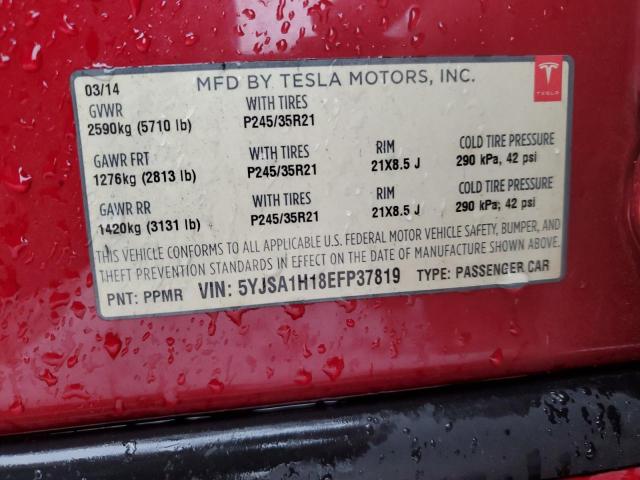 03/14 MFD BY TESLA MOTORS, INC.
TESLA
GVWR WITH TIRES
2590kg (5710 lb) P245/35R21
GAWR FRT WITH TIRES RIM COLD TIRE PRESSURE
1276kg (2813 lb) P245/35R21 21X8.5 J 290 kPa, 42 psi
GAWR RR WITH TIRES RIM COLD TIRE PRESSURE
1420kg (3131 lb) P245/35R21 21X8.5 J 290 kPa, 42 psi
THIS VEHICLE CONFORMS TO ALL APPLICABLE U.S. FEDERAL MOTOR VEHICLE SAFETY, BUMPER, AND
THEFT PREVENTION STANDARDS IN EFFECT ON THE DATE OF MANUFACTURE SHOWN ABOVE.
PNT: PPMR VIN: 5YJSA1H18EFP37819 TYPE: PASSENGER CAR